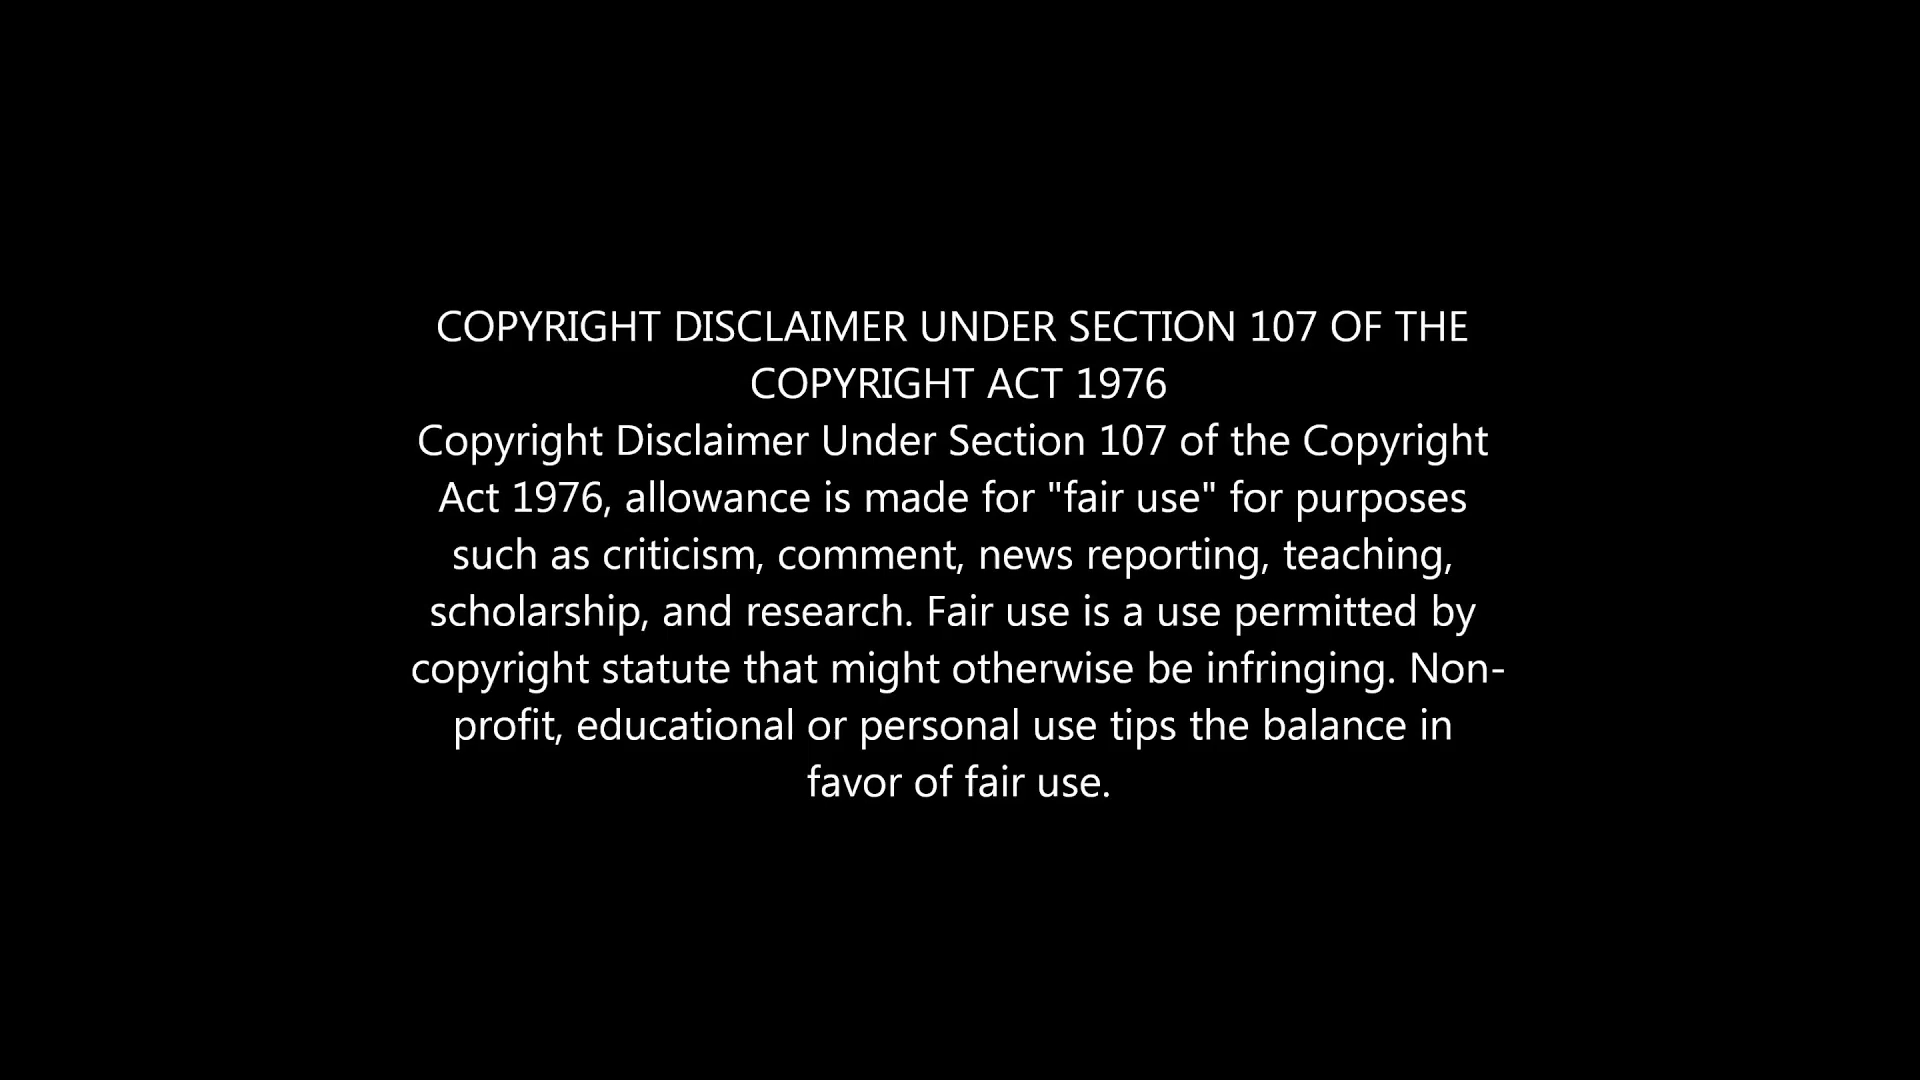 COPYRIGHT DISCLAIMER UNDER SECTION 107 OF THE
COPYRIGHT ACT 1976
Copyright Disclaimer Under Section 107 of the Copyright
Act 1976, allowance is made for "fair use" for purposes
such as criticism, comment, news reporting, teaching,
scholarship, and research. Fair use is a use permitted by
copyright statute that might otherwise be infringing. Non-
profit, educational or personal use tips the balance in
favor of fair use.